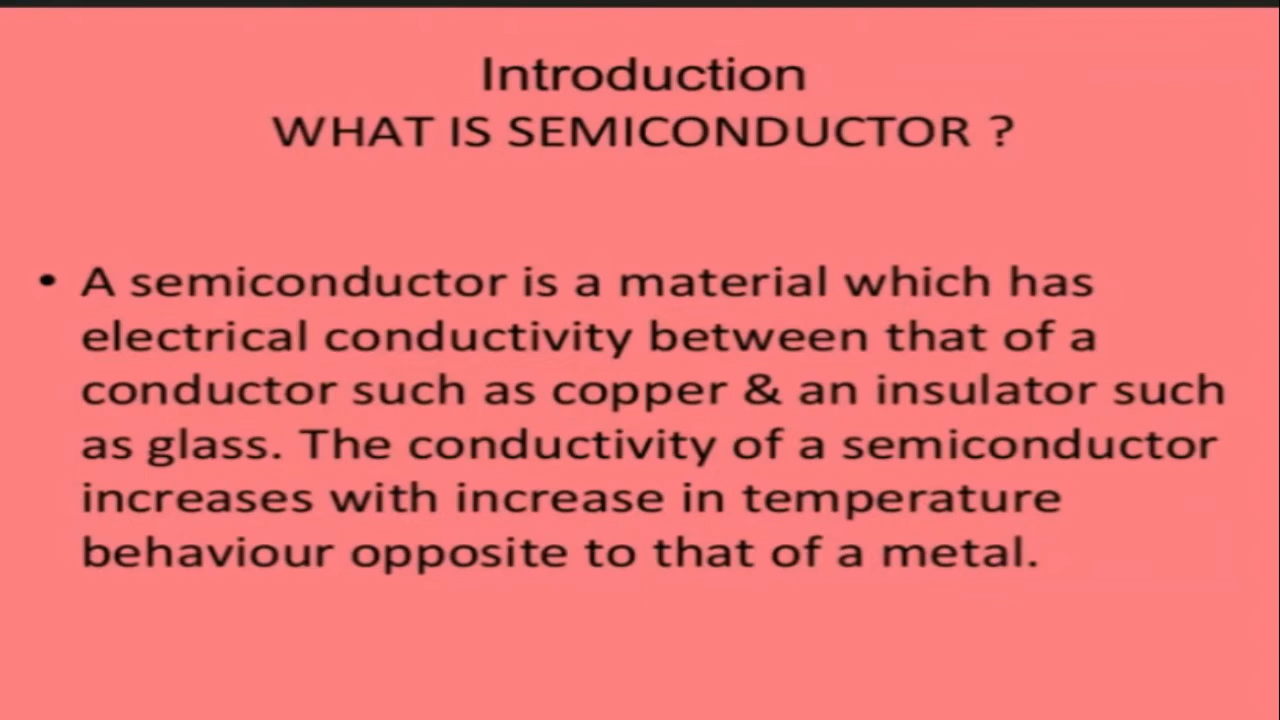 Introduction
WHAT IS SEMICONDUCTOR ?
• A semiconductor is a material which has
electrical conductivity between that of a
conductor such as copper & an insulator such
as glass. The conductivity of a semiconductor
increases with increase in temperature
behaviour opposite to that of a metal.